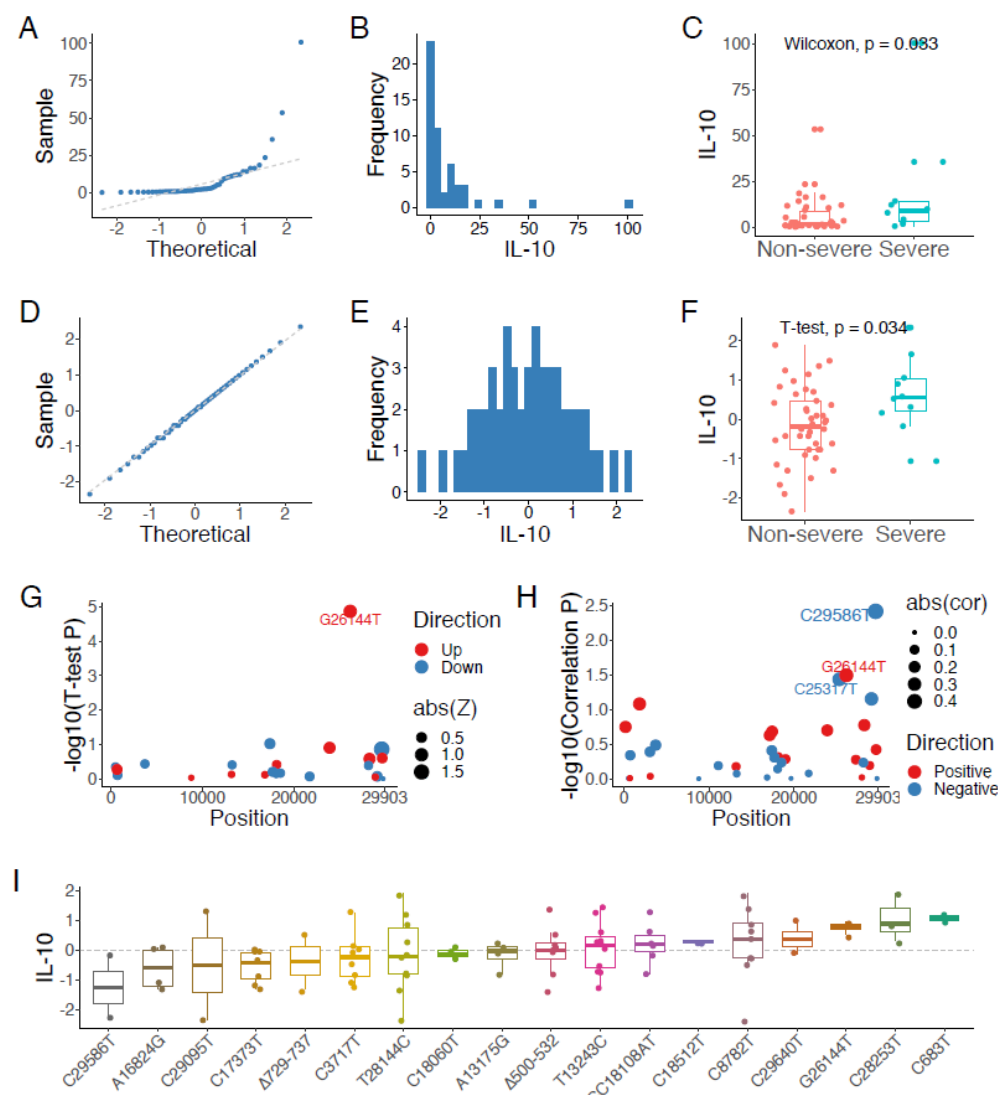 A
Sample
100
75
50
25
0
-2
-1
0
1
2
Theoretical
B
Frequency
20
10
0
0
25
50
75
100
IL-10
C
Wilcoxon, p = 0.083
IL-10
100
75
50
25
0
Non-severe
Severe
D
Sample
2
1
0
-1
-2
-2
-1
0
1
2
Theoretical
E
Frequency
4
3
2
1
0
-2
-1
0
1
2
IL-10
F
T-test, p = 0.034
IL-10
2
1
0
-1
-2
Non-severe
Severe
G
-log10(T-test P)
5
4
3
2
1
0
G26144T
0
10000
20000
29903
Position
Direction
Up
Down
abs(Z)
0.5
1.0
1.5
H
-log10(Correlation P)
2.5
2.0
1.5
1.0
0.5
0.0
C29586T
G26144T
C25317T
0
10000
20000
29903
Position
abs(cor)
0.0
0.1
0.2
0.3
0.4
Direction
Positive
Negative
I
IL-10
2
1
0
-1
-2
C29586T
A16824G
C29095T
C17373T
Δ729-737
C3717T
T28144C
C18060T
A13175G
Δ500-532
T13243C
C18108AT
C18512T
C8782T
C29640T
G26144T
C28253T
C683T